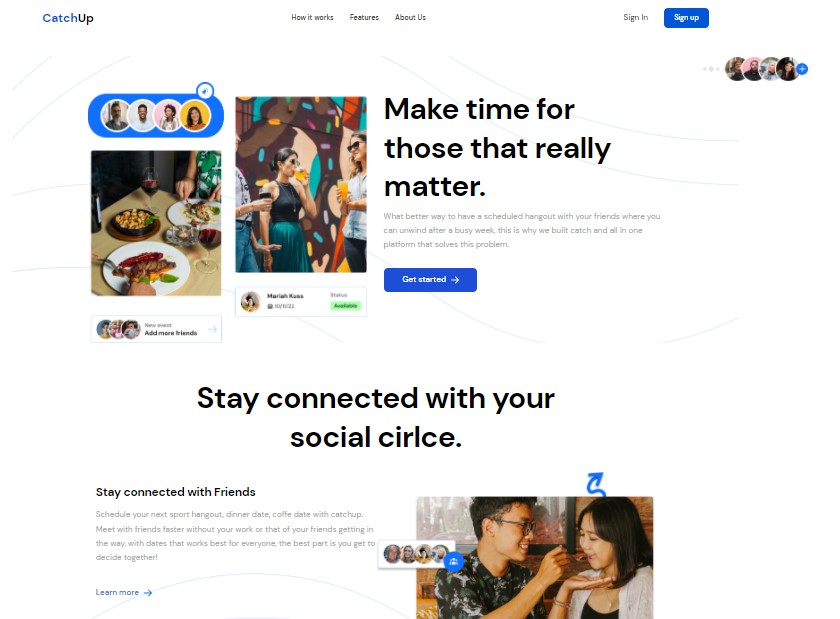 CatchUp
How it works Features About Us
Sign In Sign up
Make time for
those that really
matter.
What better way to have a scheduled hangout with your friends where you
can unwind after a busy week, this is why we built catch and all in one
platform that solves this problem.
Get started
Mariah Kuss Status
10/11/22 Available
New event
Add more friends
Stay connected with your
social cirlce.
Stay connected with Friends
Schedule your next sport hangout, dinner date, coffe date with catchup.
Meet with friends faster without your work or that of your friends getting in
the way, with dates that works best for everyone, the best part is you get to
decide together!
Learn more